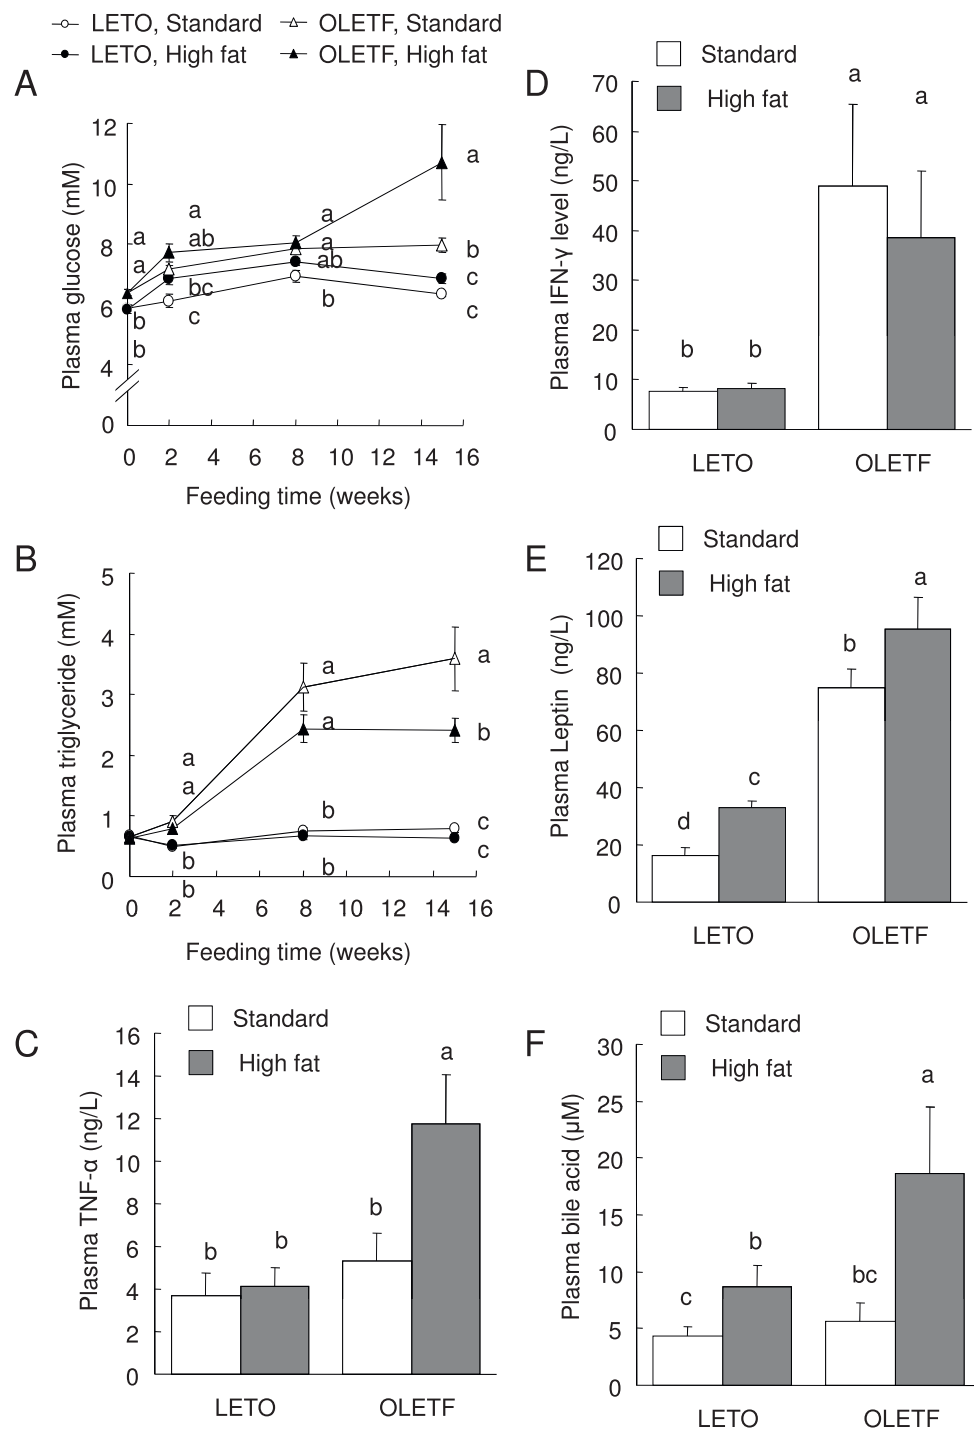 LETO, Standard
OLETF, Standard
LETO, High fat
OLETF, High fat
A
Plasma glucose (mM)
12
10
8
6
4
0
a
a
b
b
a
ab
bc
c
a
a
ab
b
a
b
c
c
0 2 4 6 8 10 12 14 16
Feeding time (weeks)
B
Plasma triglyceride (mM)
5
4
3
2
1
0
a
a
b
b
a
a
b
b
a
b
c
c
0 2 4 6 8 10 12 14 16
Feeding time (weeks)
C
Standard
High fat
Plasma TNF-α (ng/L)
16
14
12
10
8
6
4
2
0
b
b
b
a
LETO
OLETF
D
Standard
High fat
Plasma IFN-γ level (ng/L)
70
60
50
40
30
20
10
0
b
b
a
a
LETO
OLETF
E
Standard
High fat
Plasma Leptin (ng/L)
120
100
80
60
40
20
0
d
c
b
a
LETO
OLETF
F
Standard
High fat
Plasma bile acid (μM)
30
25
20
15
10
5
0
c
b
bc
a
LETO
OLETF